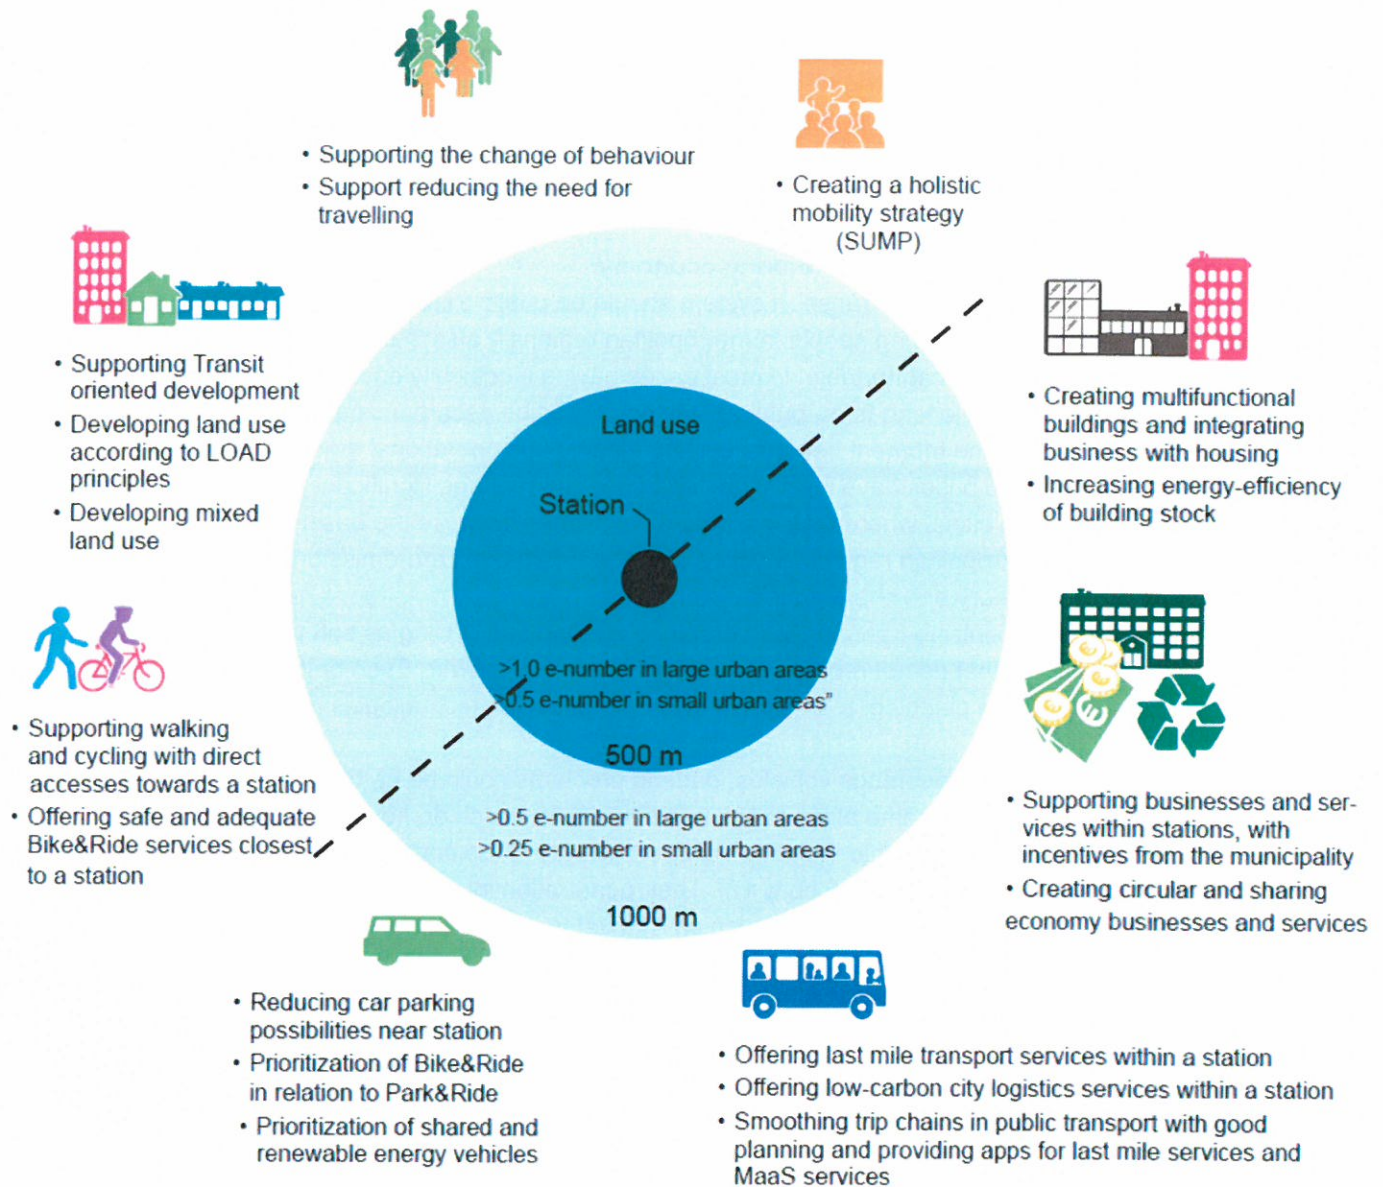 • Supporting the change of behaviour
• Support reducing the need for
travelling
• Creating a holistic
mobility strategy
(SUMP)
• Supporting Transit
oriented development
• Developing land use
according to LOAD
principles
• Developing mixed
land use
• Creating multifunctional
buildings and integrating
business with housing
• Increasing energy-efficiency
of building stock
Land use
Station
>1.0 e-number in large urban areas
>0.5 e-number in small urban areas"
500 m
>0.5 e-number in large urban areas
>0.25 e-number in small urban areas
1000 m
• Supporting walking
and cycling with direct
accesses towards a station
• Offering safe and adequate
Bike&Ride services closest
to a station
• Supporting businesses and ser-
vices within stations, with
incentives from the municipality
• Creating circular and sharing
economy businesses and services
• Reducing car parking
possibilities near station
• Prioritization of Bike&Ride
in relation to Park&Ride
• Prioritization of shared and
renewable energy vehicles
• Offering last mile transport services within a station
• Offering low-carbon city logistics services within a station
• Smoothing trip chains in public transport with good
planning and providing apps for last mile services and
MaaS services